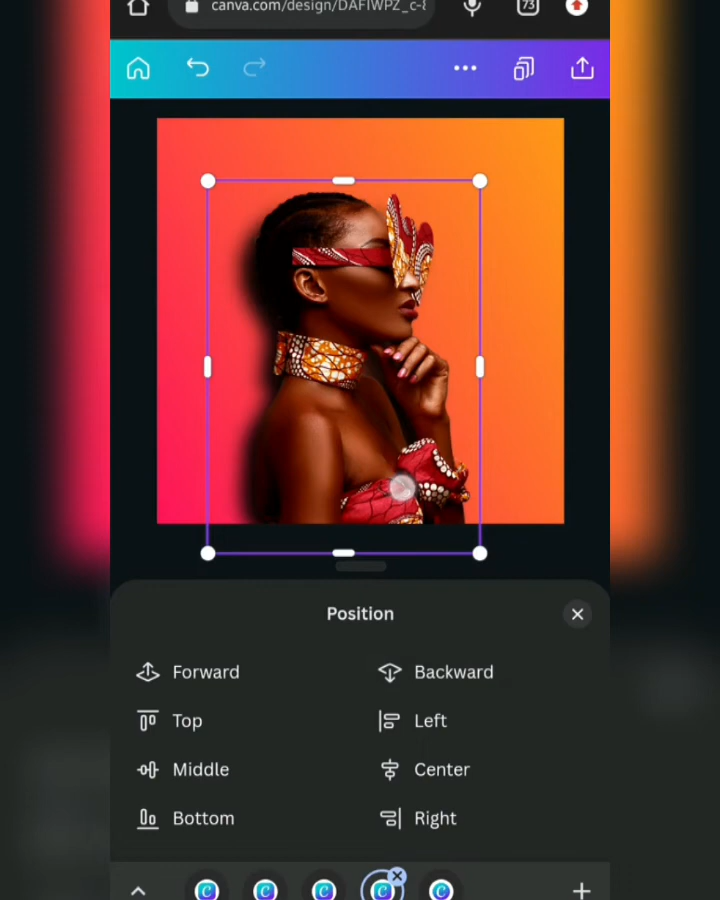 canva.com/design/DAFIWPZ_c-
73
Position
Forward
Backward
Top
Left
Middle
Center
Bottom
Right